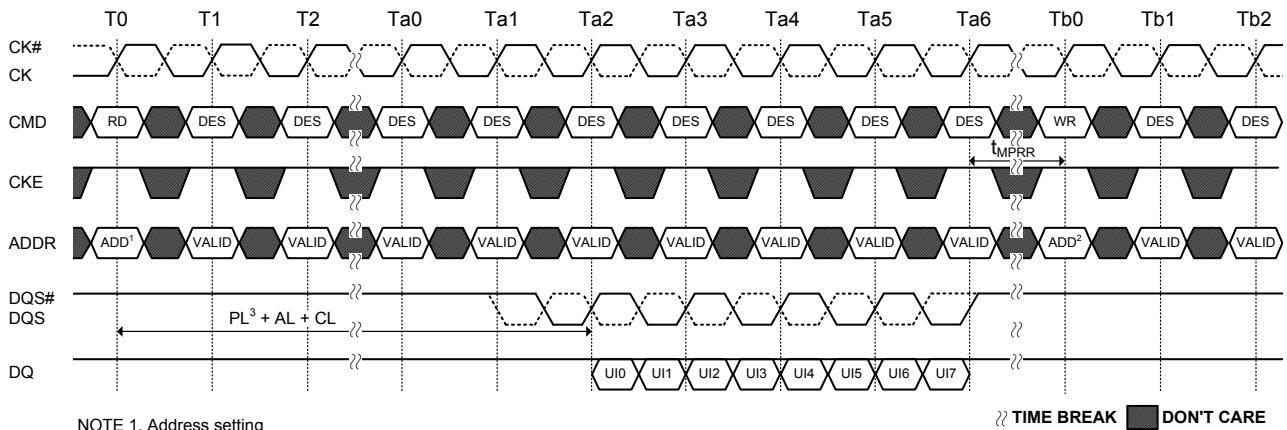 T0 T1 T2 Ta0 Ta1 Ta2 Ta3 Ta4 Ta5 Ta6 Tb0 Tb1 Tb2
CK#
CK
CMD RD DES DES DES DES DES DES DES DES DES WR DES DES
tMPRR
CKE
ADDR ADD1 VALID VALID VALID VALID VALID VALID VALID VALID VALID ADD2 VALID VALID
DQS#
DQS
PL3 + AL + CL
DQ UI0 UI1 UI2 UI3 UI4 UI5 UI6 UI7
NOTE 1. Address setting
TIME BREAK DON'T CARE